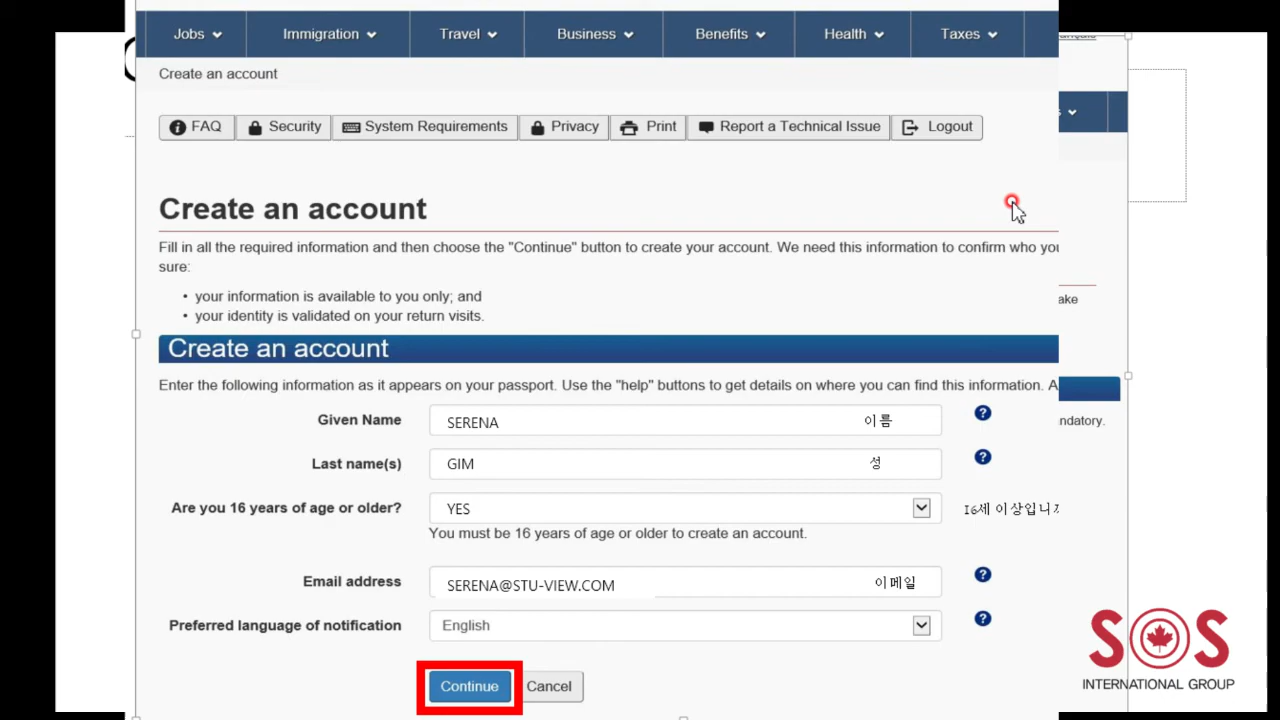 Jobs Immigration Travel Business Benefits Health Taxes
Create an account
FAQ Security System Requirements Privacy Print Report a Technical Issue Logout
Create an account
Fill in all the required information and then choose the "Continue" button to create your account. We need this information to confirm who you
sure:
ake
• your information is available to you only; and
• your identity is validated on your return visits.
Create an account
Enter the following information as it appears on your passport. Use the "help" buttons to get details on where you can find this information. A
Given Name SERENA 이름
ndatory.
Last name(s) GIM 성
Are you 16 years of age or older? YES 16세 이상입니까
You must be 16 years of age or older to create an account.
Email address SERENA@STU-VIEW.COM 이메일
Preferred language of notification English
Continue Cancel
SOS
INTERNATIONAL GROUP